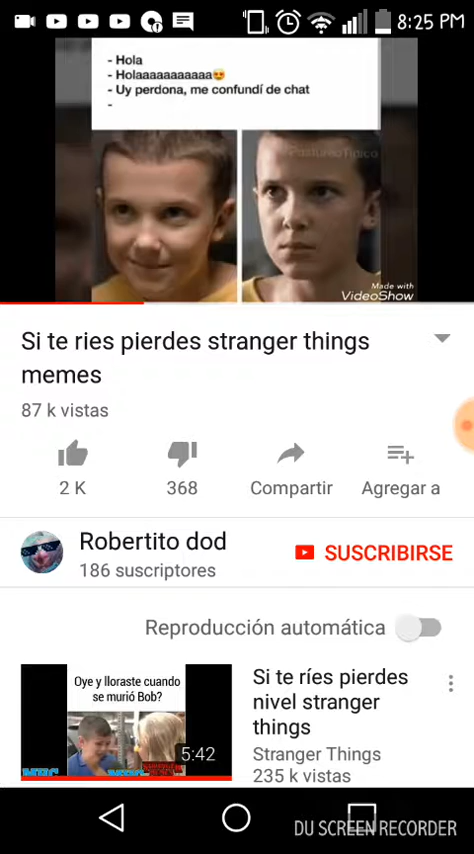 8:25 PM
- Hola
- Holaaaaaaaaaaa😍
- Uy perdona, me confundí de chat
-
PostureoTipico
Made with
VideoShow
Si te ries pierdes stranger things
memes
87 k vistas
2 K
368
Compartir
Agregar a
Robertito dod
186 suscriptores
SUSCRIBIRSE
Reproducción automática
Oye y lloraste cuando
se murió Bob?
5:42
Si te ríes pierdes
nivel stranger
things
Stranger Things
235 k vistas
DU SCREEN RECORDER